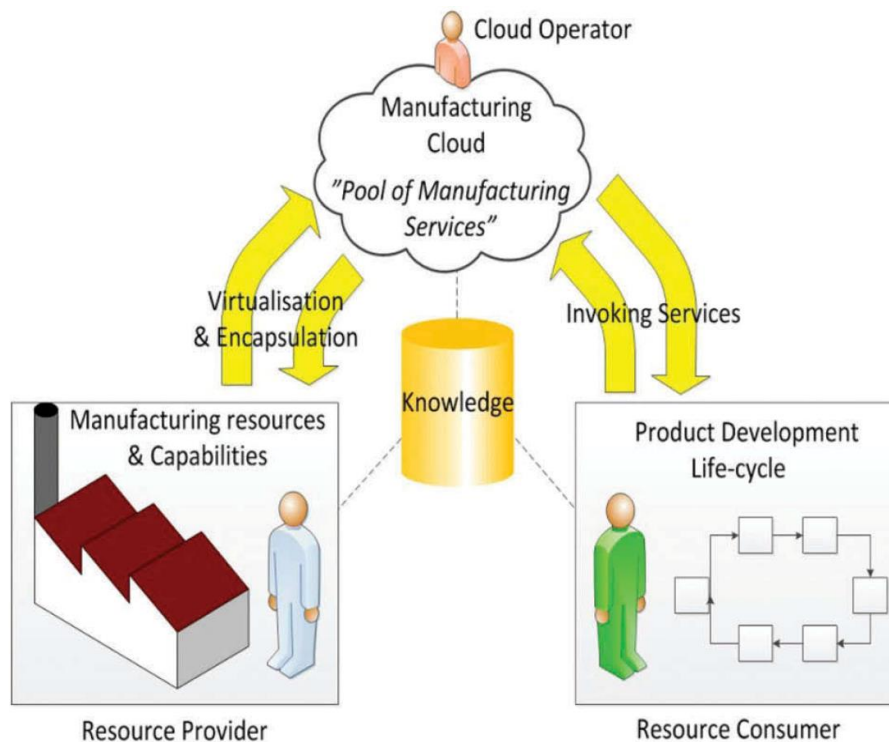 Cloud Operator
Manufacturing
Cloud
”Pool of Manufacturing
Services”
Virtualisation
& Encapsulation
Invoking Services
Knowledge
Manufacturing resources
& Capabilities
Product Development
Life-cycle
Resource Provider
Resource Consumer